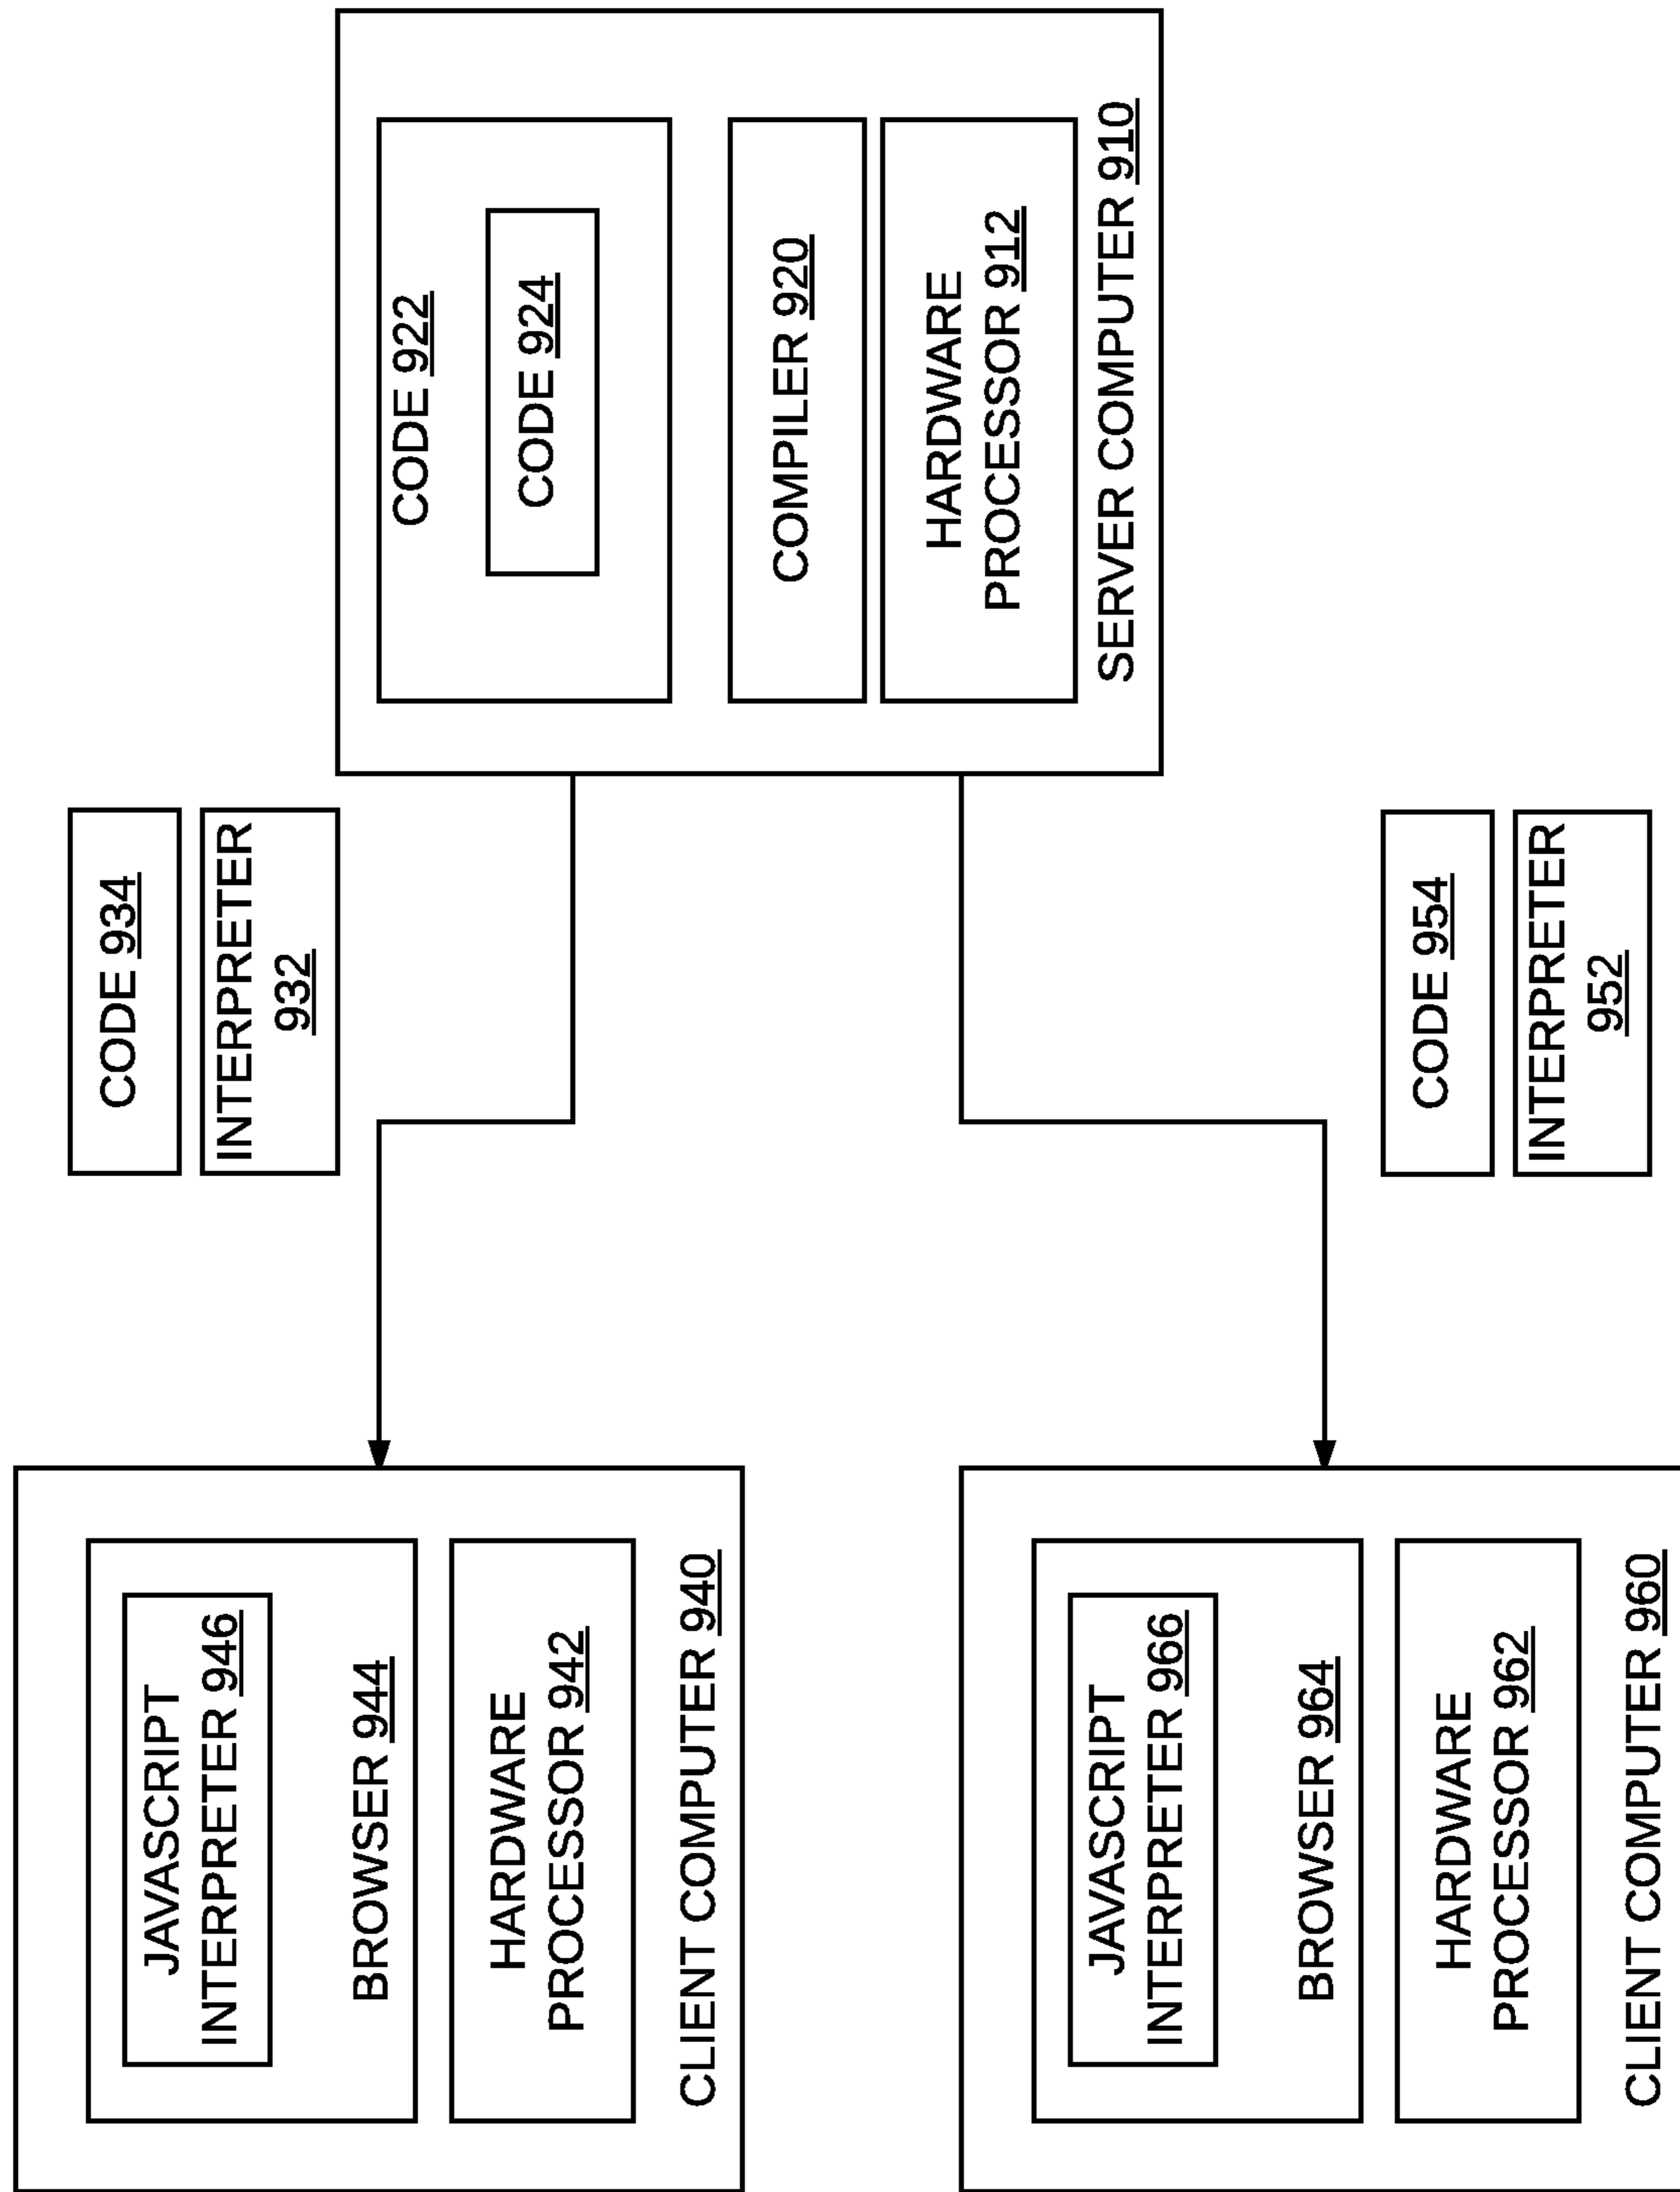 JAVASCRIPT
INTERPRETER 946
BROWSER 944
HARDWARE
PROCESSOR 942
CLIENT COMPUTER 940
CODE 934
INTERPRETER
932
CODE 922
CODE 924
COMPILER 920
HARDWARE
PROCESSOR 912
SERVER COMPUTER 910
JAVASCRIPT
INTERPRETER 966
BROWSER 964
HARDWARE
PROCESSOR 962
CLIENT COMPUTER 960
CODE 954
INTERPRETER
952